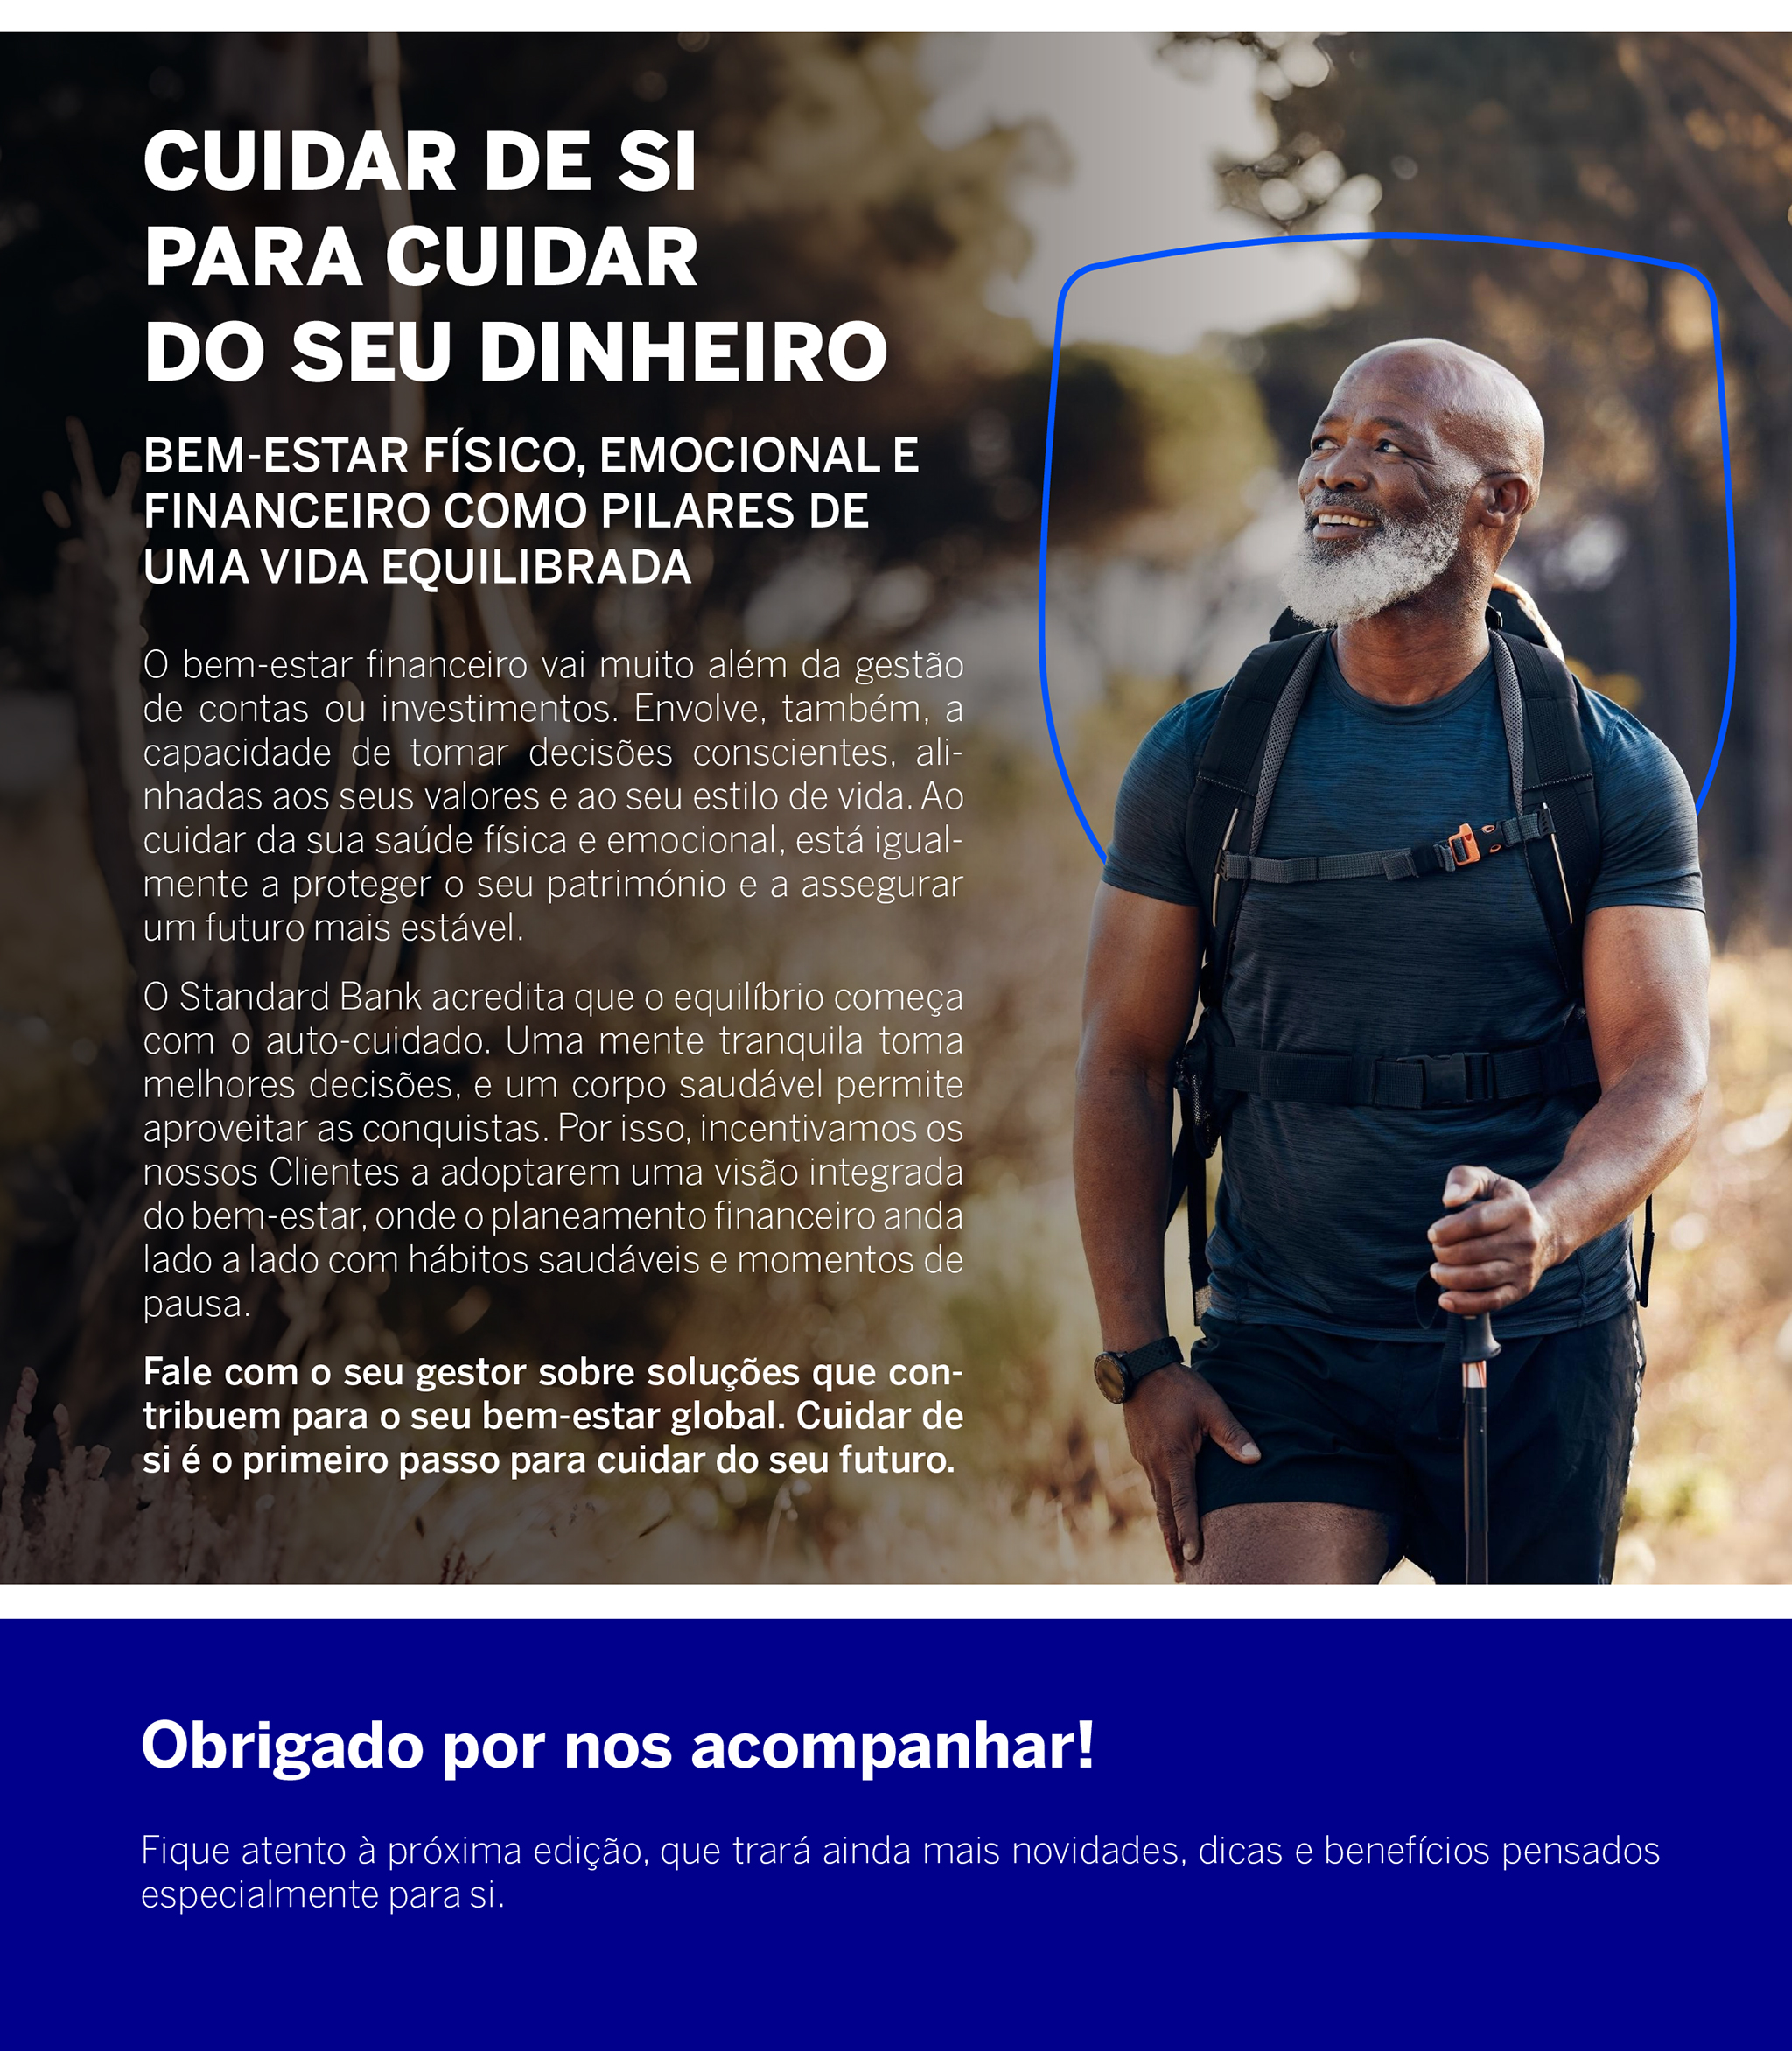 CUIDAR DE SI
PARA CUIDAR
DO SEU DINHEIRO
BEM-ESTAR FÍSICO, EMOCIONAL E
FINANCEIRO COMO PILARES DE
UMA VIDA EQUILIBRADA
O bem-estar financeiro vai muito além da gestão
de contas ou investimentos. Envolve, também, a
capacidade de tomar decisões conscientes, ali-
nhadas aos seus valores e ao seu estilo de vida. Ao
cuidar da sua saúde física e emocional, está igual-
mente a proteger o seu património e a assegurar
um futuro mais estável.
O Standard Bank acredita que o equilíbrio começa
com o auto-cuidado. Uma mente tranquila toma
melhores decisões, e um corpo saudável permite
aproveitar as conquistas. Por isso, incentivamos os
nossos Clientes a adoptarem uma visão integrada
do bem-estar, onde o planeamento financeiro anda
lado a lado com hábitos saudáveis e momentos de
pausa.
Fale com o seu gestor sobre soluções que con-
tribuem para o seu bem-estar global. Cuidar de
si é o primeiro passo para cuidar do seu futuro.
Obrigado por nos acompanhar!
Fique atento à próxima edição, que trará ainda mais novidades, dicas e benefícios pensados
especialmente para si.